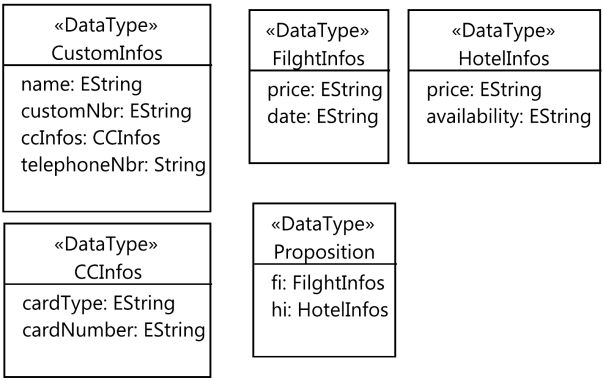 «DataType»
CustomInfos
name: EString
customNbr: EString
ccInfos: CCInfos
telephoneNbr: String
«DataType»
FilghtInfos
price: EString
date: EString
«DataType»
HotelInfos
price: EString
availability: EString
«DataType»
CCInfos
cardType: EString
cardNumber: EString
«DataType»
Proposition
fi: FilghtInfos
hi: HotelInfos